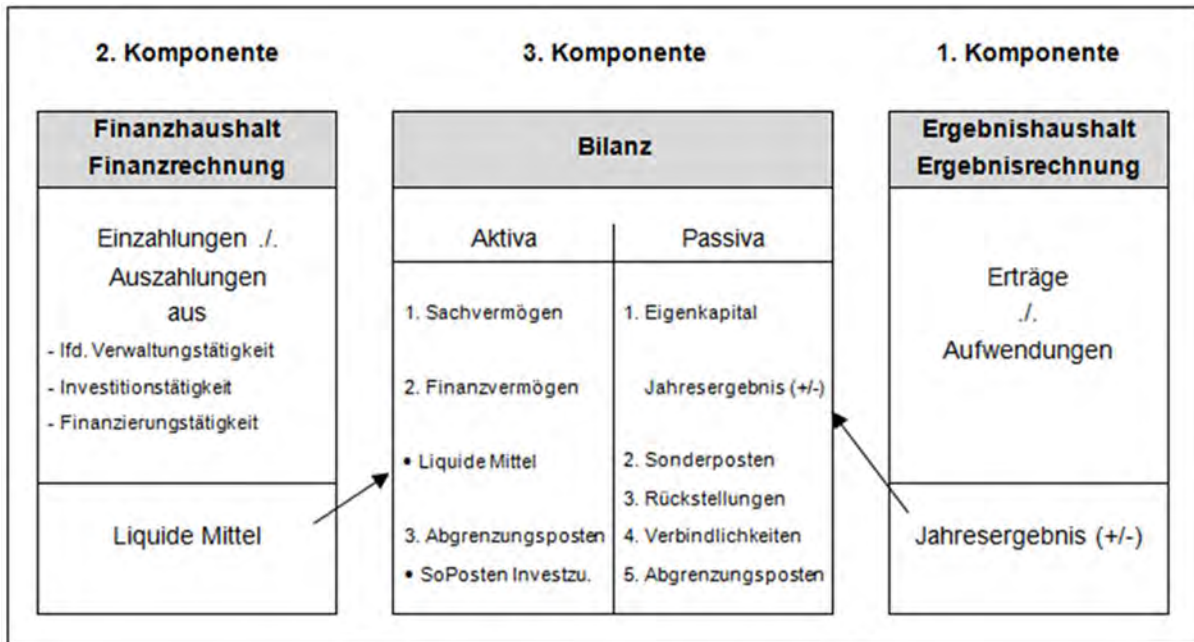 2. Komponente
Finanzhaushalt
Finanzrechnung
Einzahlungen ./.
Auszahlungen
aus
- lfd. Verwaltungstätigkeit
- Investitionstätigkeit
- Finanzierungstätigkeit
Liquide Mittel
3. Komponente
Bilanz
Aktiva
1. Sachvermögen
2. Finanzvermögen
• Liquide Mittel
3. Abgrenzungsposten
• SoPosten Investzu.
Passiva
1. Eigenkapital
Jahresergebnis (+/-)
2. Sonderposten
3. Rückstellungen
4. Verbindlichkeiten
5. Abgrenzungsposten
1. Komponente
Ergebnishaushalt
Ergebnisrechnung
Erträge
./.
Aufwendungen
Jahresergebnis (+/-)